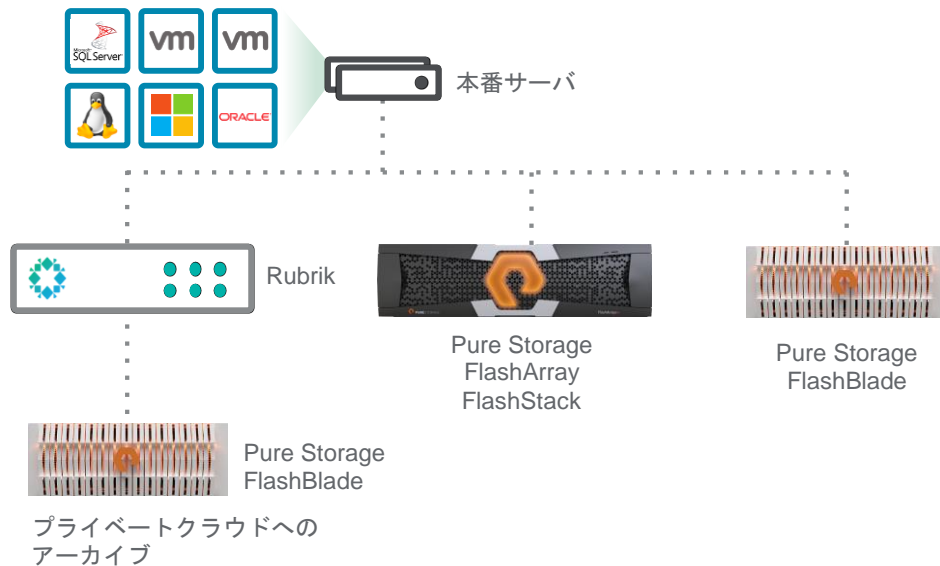 Microsoft
SQL Server
vm
vm
ORACLE
本番サーバ
Rubrik
Pure Storage
FlashArray
FlashStack
Pure Storage
FlashBlade
Pure Storage
FlashBlade
プライベートクラウドへの
アーカイブ